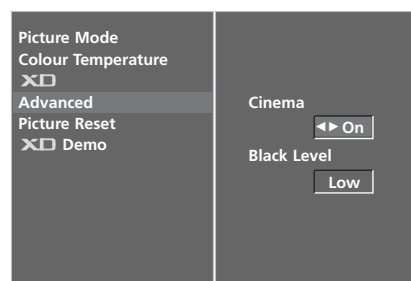 Picture Mode
Colour Temperature
XD
Advanced
Picture Reset
XD Demo
Cinema
◄► On
Black Level
Low